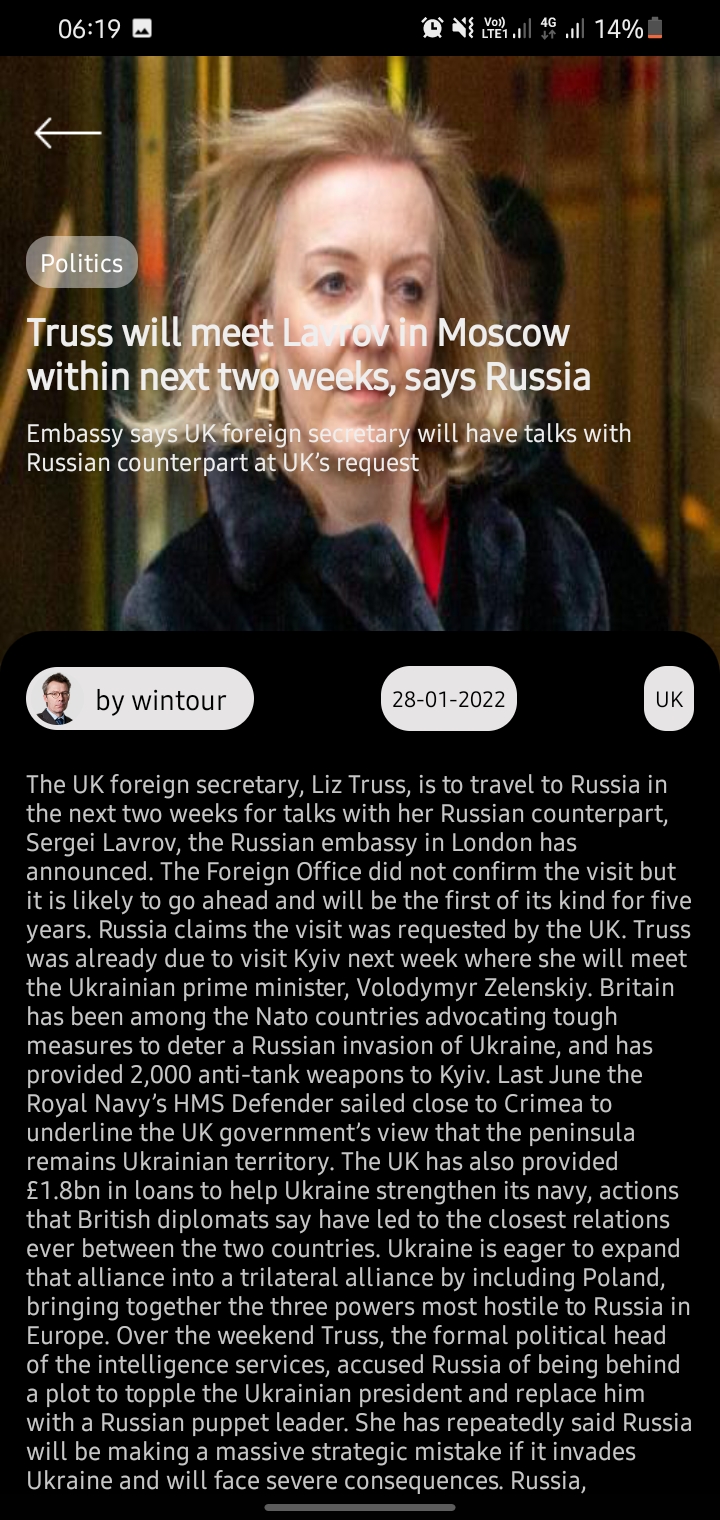 06:19
Vo))
LTE1
4G
14%
Politics
Truss will meet Lavrov in Moscow
within next two weeks, says Russia
Embassy says UK foreign secretary will have talks with
Russian counterpart at UK’s request
by wintour
28-01-2022
UK
The UK foreign secretary, Liz Truss, is to travel to Russia in
the next two weeks for talks with her Russian counterpart,
Sergei Lavrov, the Russian embassy in London has
announced. The Foreign Office did not confirm the visit but
it is likely to go ahead and will be the first of its kind for five
years. Russia claims the visit was requested by the UK. Truss
was already due to visit Kyiv next week where she will meet
the Ukrainian prime minister, Volodymyr Zelenskiy. Britain
has been among the Nato countries advocating tough
measures to deter a Russian invasion of Ukraine, and has
provided 2,000 anti-tank weapons to Kyiv. Last June the
Royal Navy’s HMS Defender sailed close to Crimea to
underline the UK government’s view that the peninsula
remains Ukrainian territory. The UK has also provided
£1.8bn in loans to help Ukraine strengthen its navy, actions
that British diplomats say have led to the closest relations
ever between the two countries. Ukraine is eager to expand
that alliance into a trilateral alliance by including Poland,
bringing together the three powers most hostile to Russia in
Europe. Over the weekend Truss, the formal political head
of the intelligence services, accused Russia of being behind
a plot to topple the Ukrainian president and replace him
with a Russian puppet leader. She has repeatedly said Russia
will be making a massive strategic mistake if it invades
Ukraine and will face severe consequences. Russia,